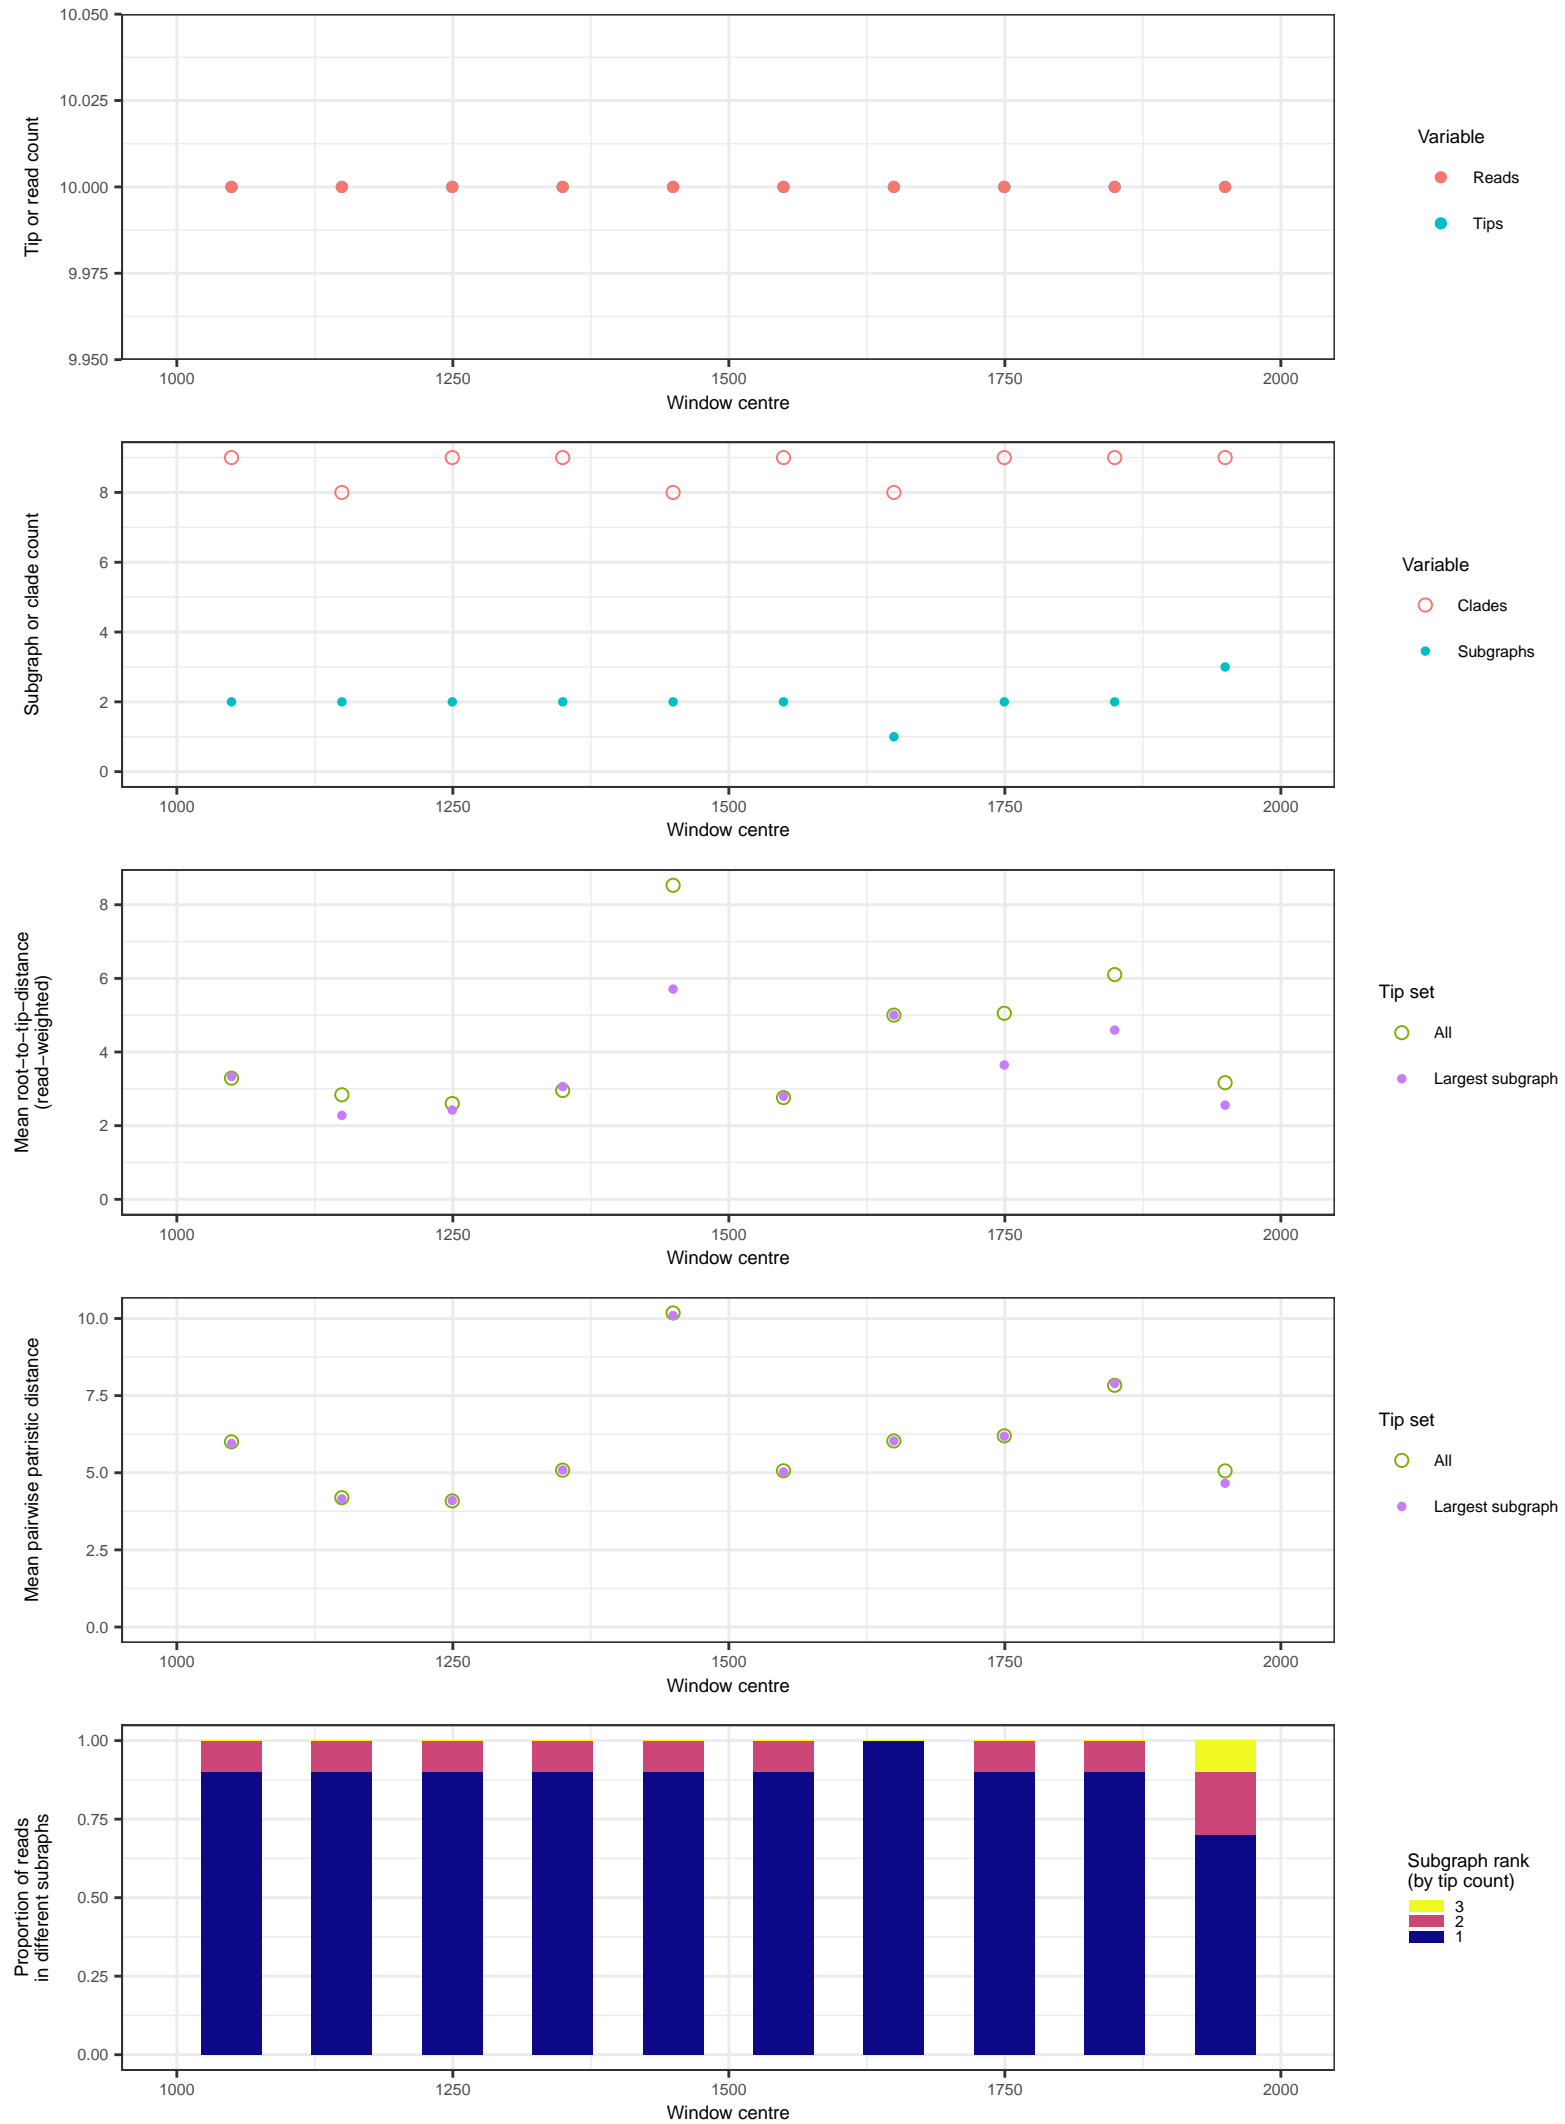 10.050
10.025
10.000
9.975
9.950
Tip or read count
1000 1250 1500 1750 2000
Window centre
Variable
Reads
Tips
8
6
4
2
0
Subgraph or clade count
1000 1250 1500 1750 2000
Window centre
Variable
Clades
Subgraphs
8
6
4
2
0
Mean root−to−tip−distance
(read−weighted)
1000 1250 1500 1750 2000
Window centre
Tip set
All
Largest subgraph
10.0
7.5
5.0
2.5
0.0
Mean pairwise patristic distance
1000 1250 1500 1750 2000
Window centre
Tip set
All
Largest subgraph
1.00
0.75
0.50
0.25
0.00
Proportion of reads
in different subraphs
1000 1250 1500 1750 2000
Window centre
Subgraph rank
(by tip count)
3
2
1